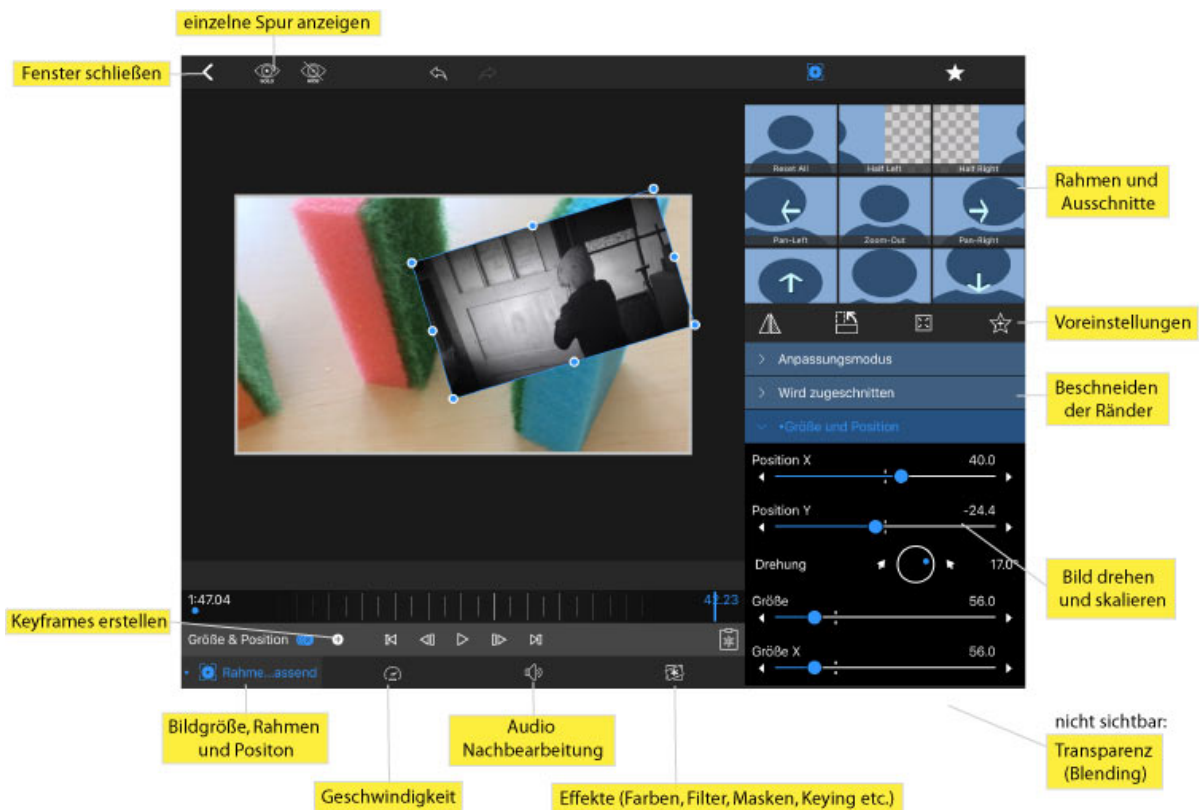 einzelne Spur anzeigen
Fenster schließen
SOLO
Reset All
Half Left
Half Right
Rahmen und
Ausschnitte
Pan-Left
Zoom-Out
Pan-Right
Voreinstellungen
Anpassungsmodus
Wird zugeschnitten
Beschneiden
der Ränder
•Größe und Position
Position X 40.0
Position Y -24.4
Drehung 17.0°
Bild drehen
und skalieren
1:47.04
Größe 56.0
Keyframes erstellen
Größe & Position
Größe X 56.0
Rahme...assend
Bildgröße, Rahmen
und Positon
Audio
Nachbearbeitung
nicht sichtbar:
Transparenz
(Blending)
Geschwindigkeit
Effekte (Farben, Filter, Masken, Keying etc.)